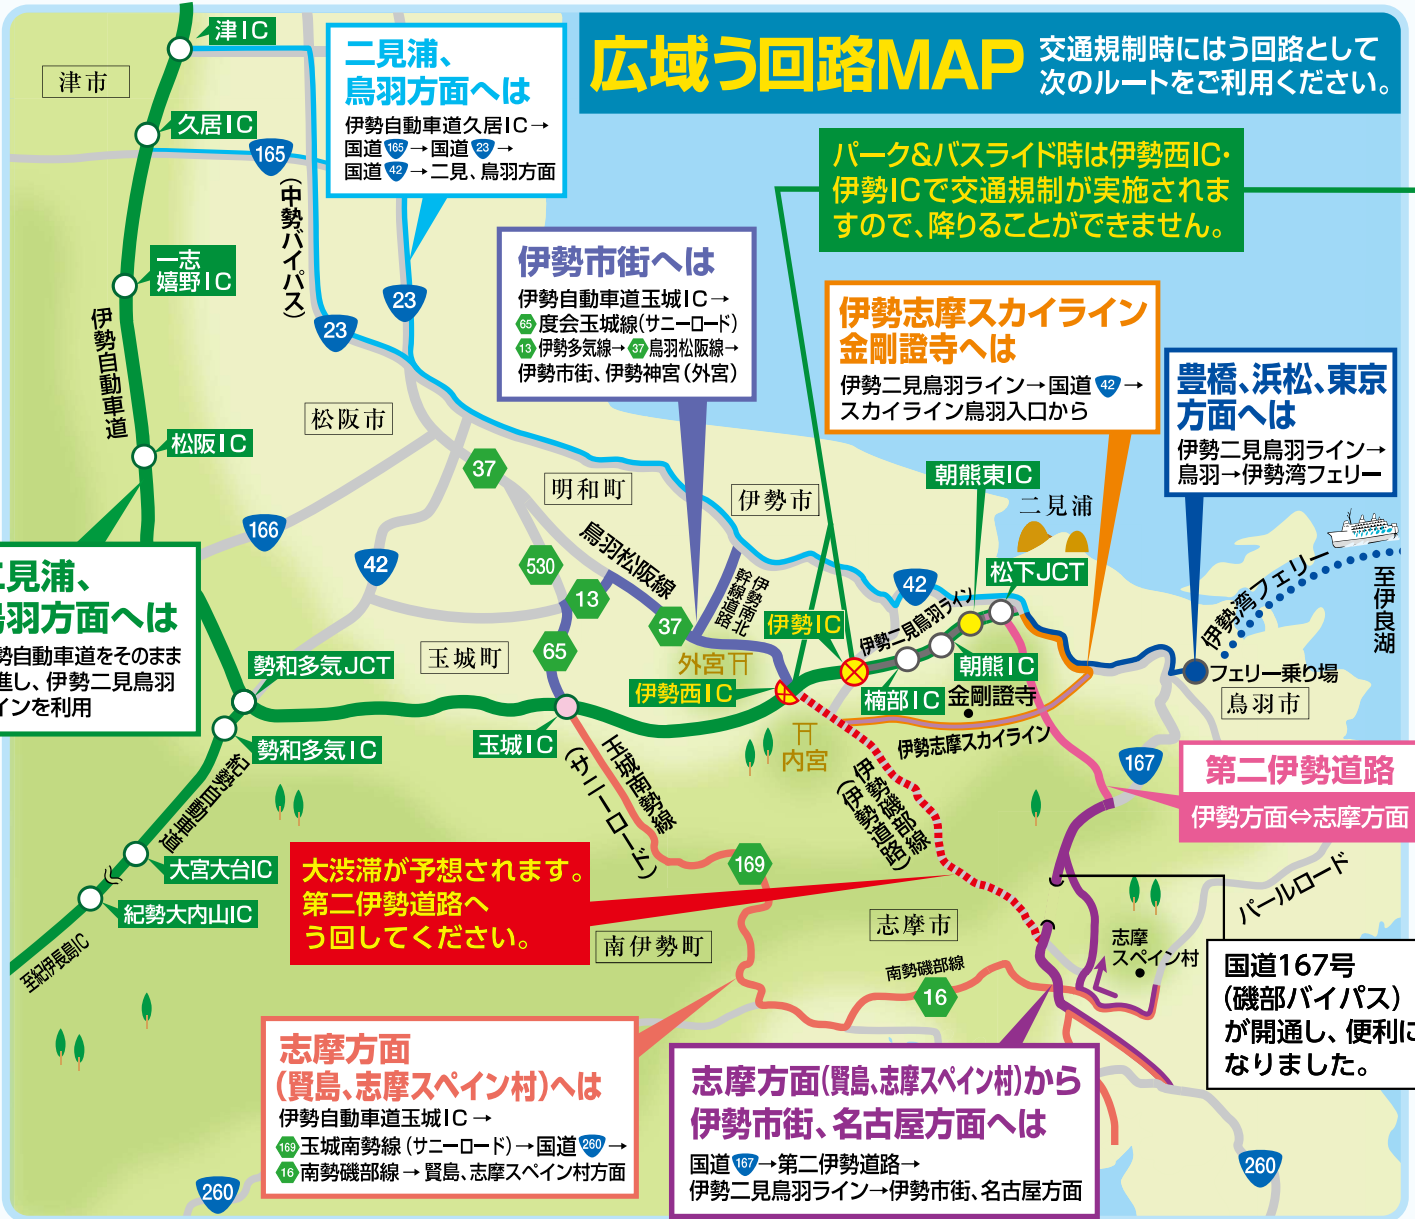 広域う回路MAP
交通規制時にはう回路として
次のルートをご利用ください。
津IC
津市
久居IC
165
(中勢バイパス)
二見浦、
鳥羽方面へは
伊勢自動車道久居IC→
国道165→国道23→
国道42→二見、鳥羽方面
パーク&バスライド時は伊勢西IC・
伊勢ICで交通規制が実施されま
すので、降りることができません。
一志
嬉野IC
伊勢自動車道
23
23
伊勢市街へは
伊勢自動車道玉城IC→
65度会玉城線(サニーロード)
13伊勢多気線→37鳥羽松阪線→
伊勢市街、伊勢神宮(外宮)
伊勢志摩スカイライン
金剛證寺へは
伊勢二見鳥羽ライン→国道42→
スカイライン鳥羽入口から
豊橋、浜松、東京
方面へは
伊勢二見鳥羽ライン→
鳥羽→伊勢湾フェリー
松阪市
松阪IC
37
明和町
伊勢市
朝熊東IC
二見浦
166
42
530
13
鳥羽松阪線
37
伊勢南北
幹線道路
42
松下JCT
伊勢湾フェリー
至伊良湖
見浦、
羽方面へは
勢自動車道をそのまま
進し、伊勢二見鳥羽
インを利用
勢和多気JCT
玉城町
65
外宮
伊勢IC
伊勢二見鳥羽ライン
朝熊IC
楠部IC
金剛證寺
フェリー乗り場
鳥羽市
伊勢西IC
勢和多気IC
玉城IC
内宮
伊勢志摩スカイライン
紀勢自動車道
玉城南勢線
(サニーロード)
伊勢磯部線
(伊勢道路)
167
第二伊勢道路
伊勢方面⇔志摩方面
大宮大台IC
紀勢大内山IC
至紀伊長島IC
大渋滞が予想されます。
第二伊勢道路へ
う回してください。
169
南伊勢町
志摩市
南勢磯部線
16
志摩
スペイン村
パールロード
国道167号
(磯部バイパス)
が開通し、便利に
なりました。
志摩方面
(賢島、志摩スペイン村)へは
伊勢自動車道玉城IC→
169玉城南勢線(サニーロード)→国道260→
16南勢磯部線→賢島、志摩スペイン村方面
志摩方面(賢島、志摩スペイン村)から
伊勢市街、名古屋方面へは
国道167→第二伊勢道路→
伊勢二見鳥羽ライン→伊勢市街、名古屋方面
260
260